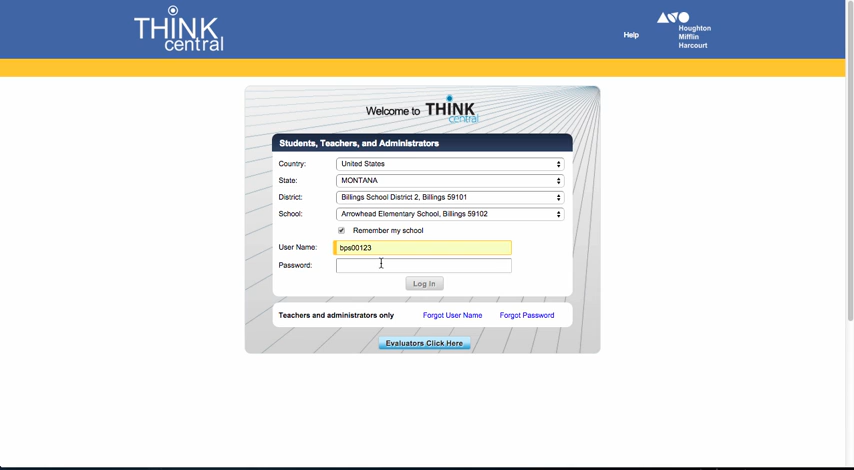 THINK
central
Help
Houghton
Mifflin
Harcourt
Welcome to THINK
central
Students, Teachers, and Administrators
Country: United States
State: MONTANA
District: Billings School District 2, Billings 59101
School: Arrowhead Elementary School, Billings 59102
Remember my school
User Name: bps00123
Password:
Log In
Teachers and administrators only Forgot User Name Forgot Password
Evaluators Click Here